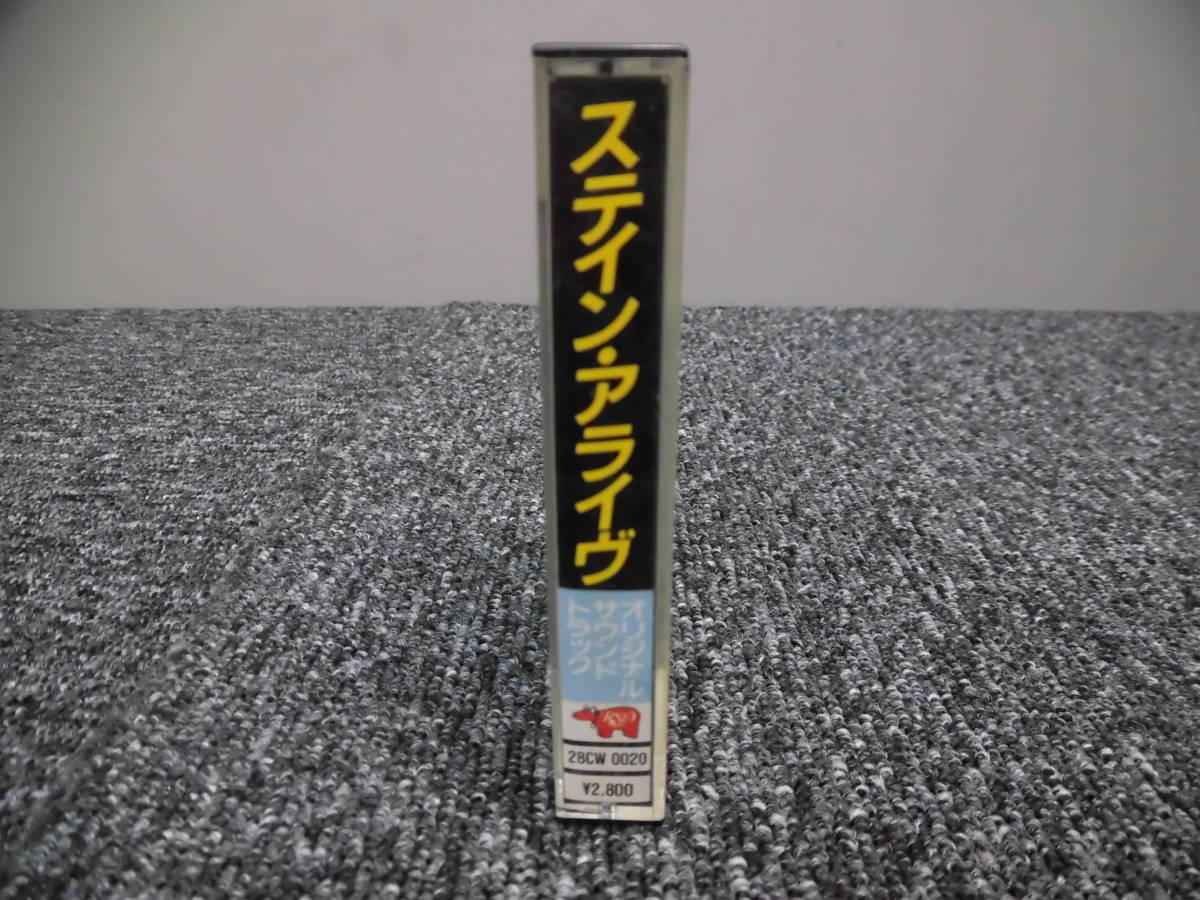 ステイン・アライヴ
オリジナル
サウンド
トラック
RSO
28CW 0020
¥2,800